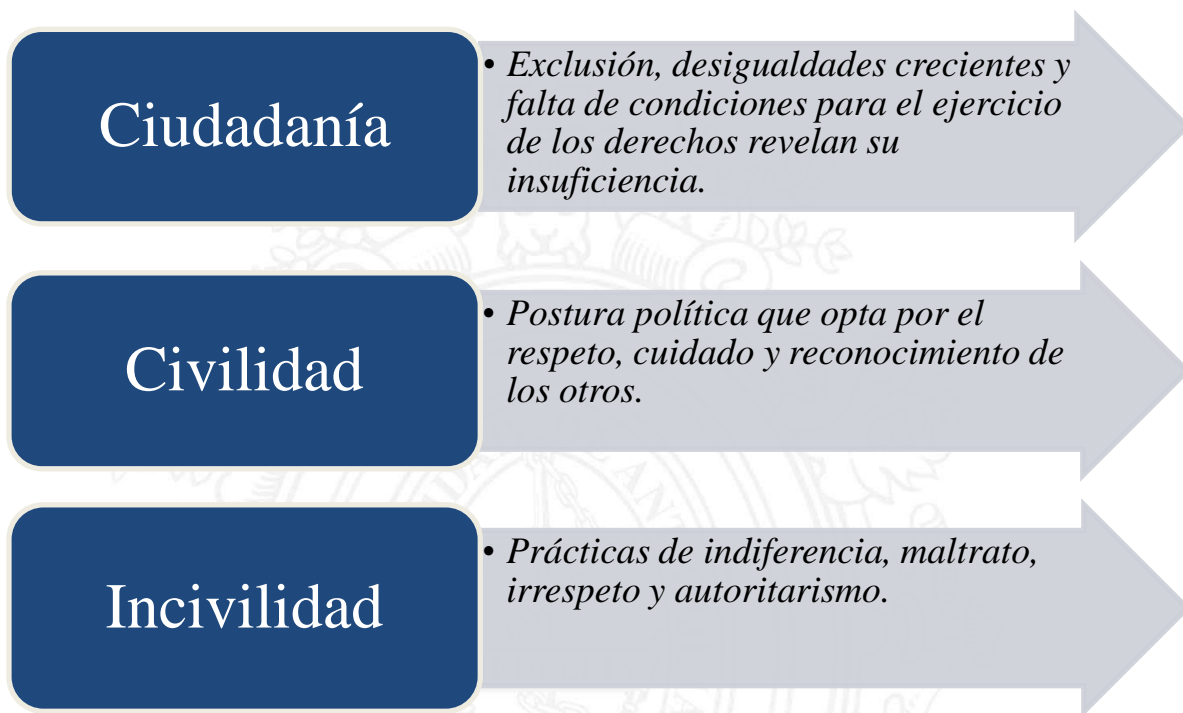 Ciudadanía
• Exclusión, desigualdades crecientes y
falta de condiciones para el ejercicio
de los derechos revelan su
insuficiencia.
Civilidad
• Postura política que opta por el
respeto, cuidado y reconocimiento de
los otros.
Incivilidad
• Prácticas de indiferencia, maltrato,
irrespeto y autoritarismo.